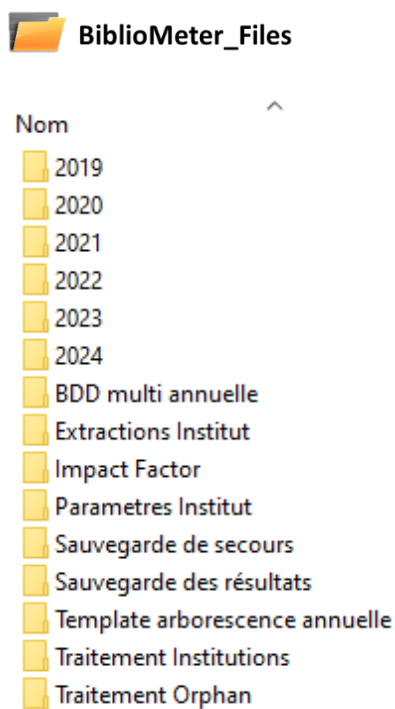 BiblioMeter_Files
Nom
2019
2020
2021
2022
2023
2024
BDD multi annuelle
Extractions Institut
Impact Factor
Parametres Institut
Sauvegarde de secours
Sauvegarde des résultats
Template arborescence annuelle
Traitement Institutions
Traitement Orphan